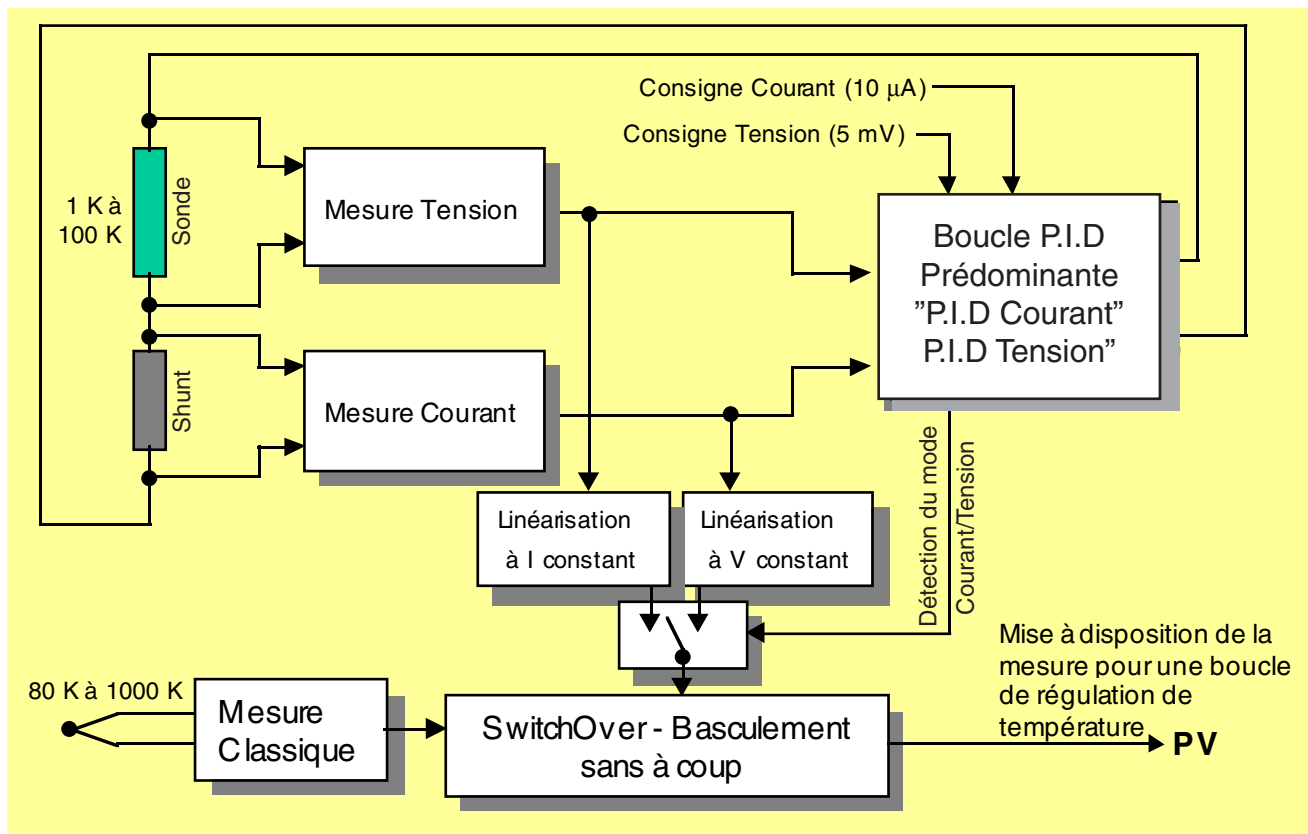 Consigne Courant (10 µA)
Consigne Tension (5 mV)
1 K à
100 K
Sonde
Mesure Tension
Boucle P.I.D
Prédominante
”P.I.D Courant”
P.I.D Tension”
Shunt
Mesure Courant
Linéarisation
à I constant
Linéarisation
à V constant
Détection du mode
Courant/Tension
Mise à disposition de la
mesure pour une boucle
de régulation de
température
80 K à 1000 K
Mesure
Classique
SwitchOver - Basculement
sans à coup
PV